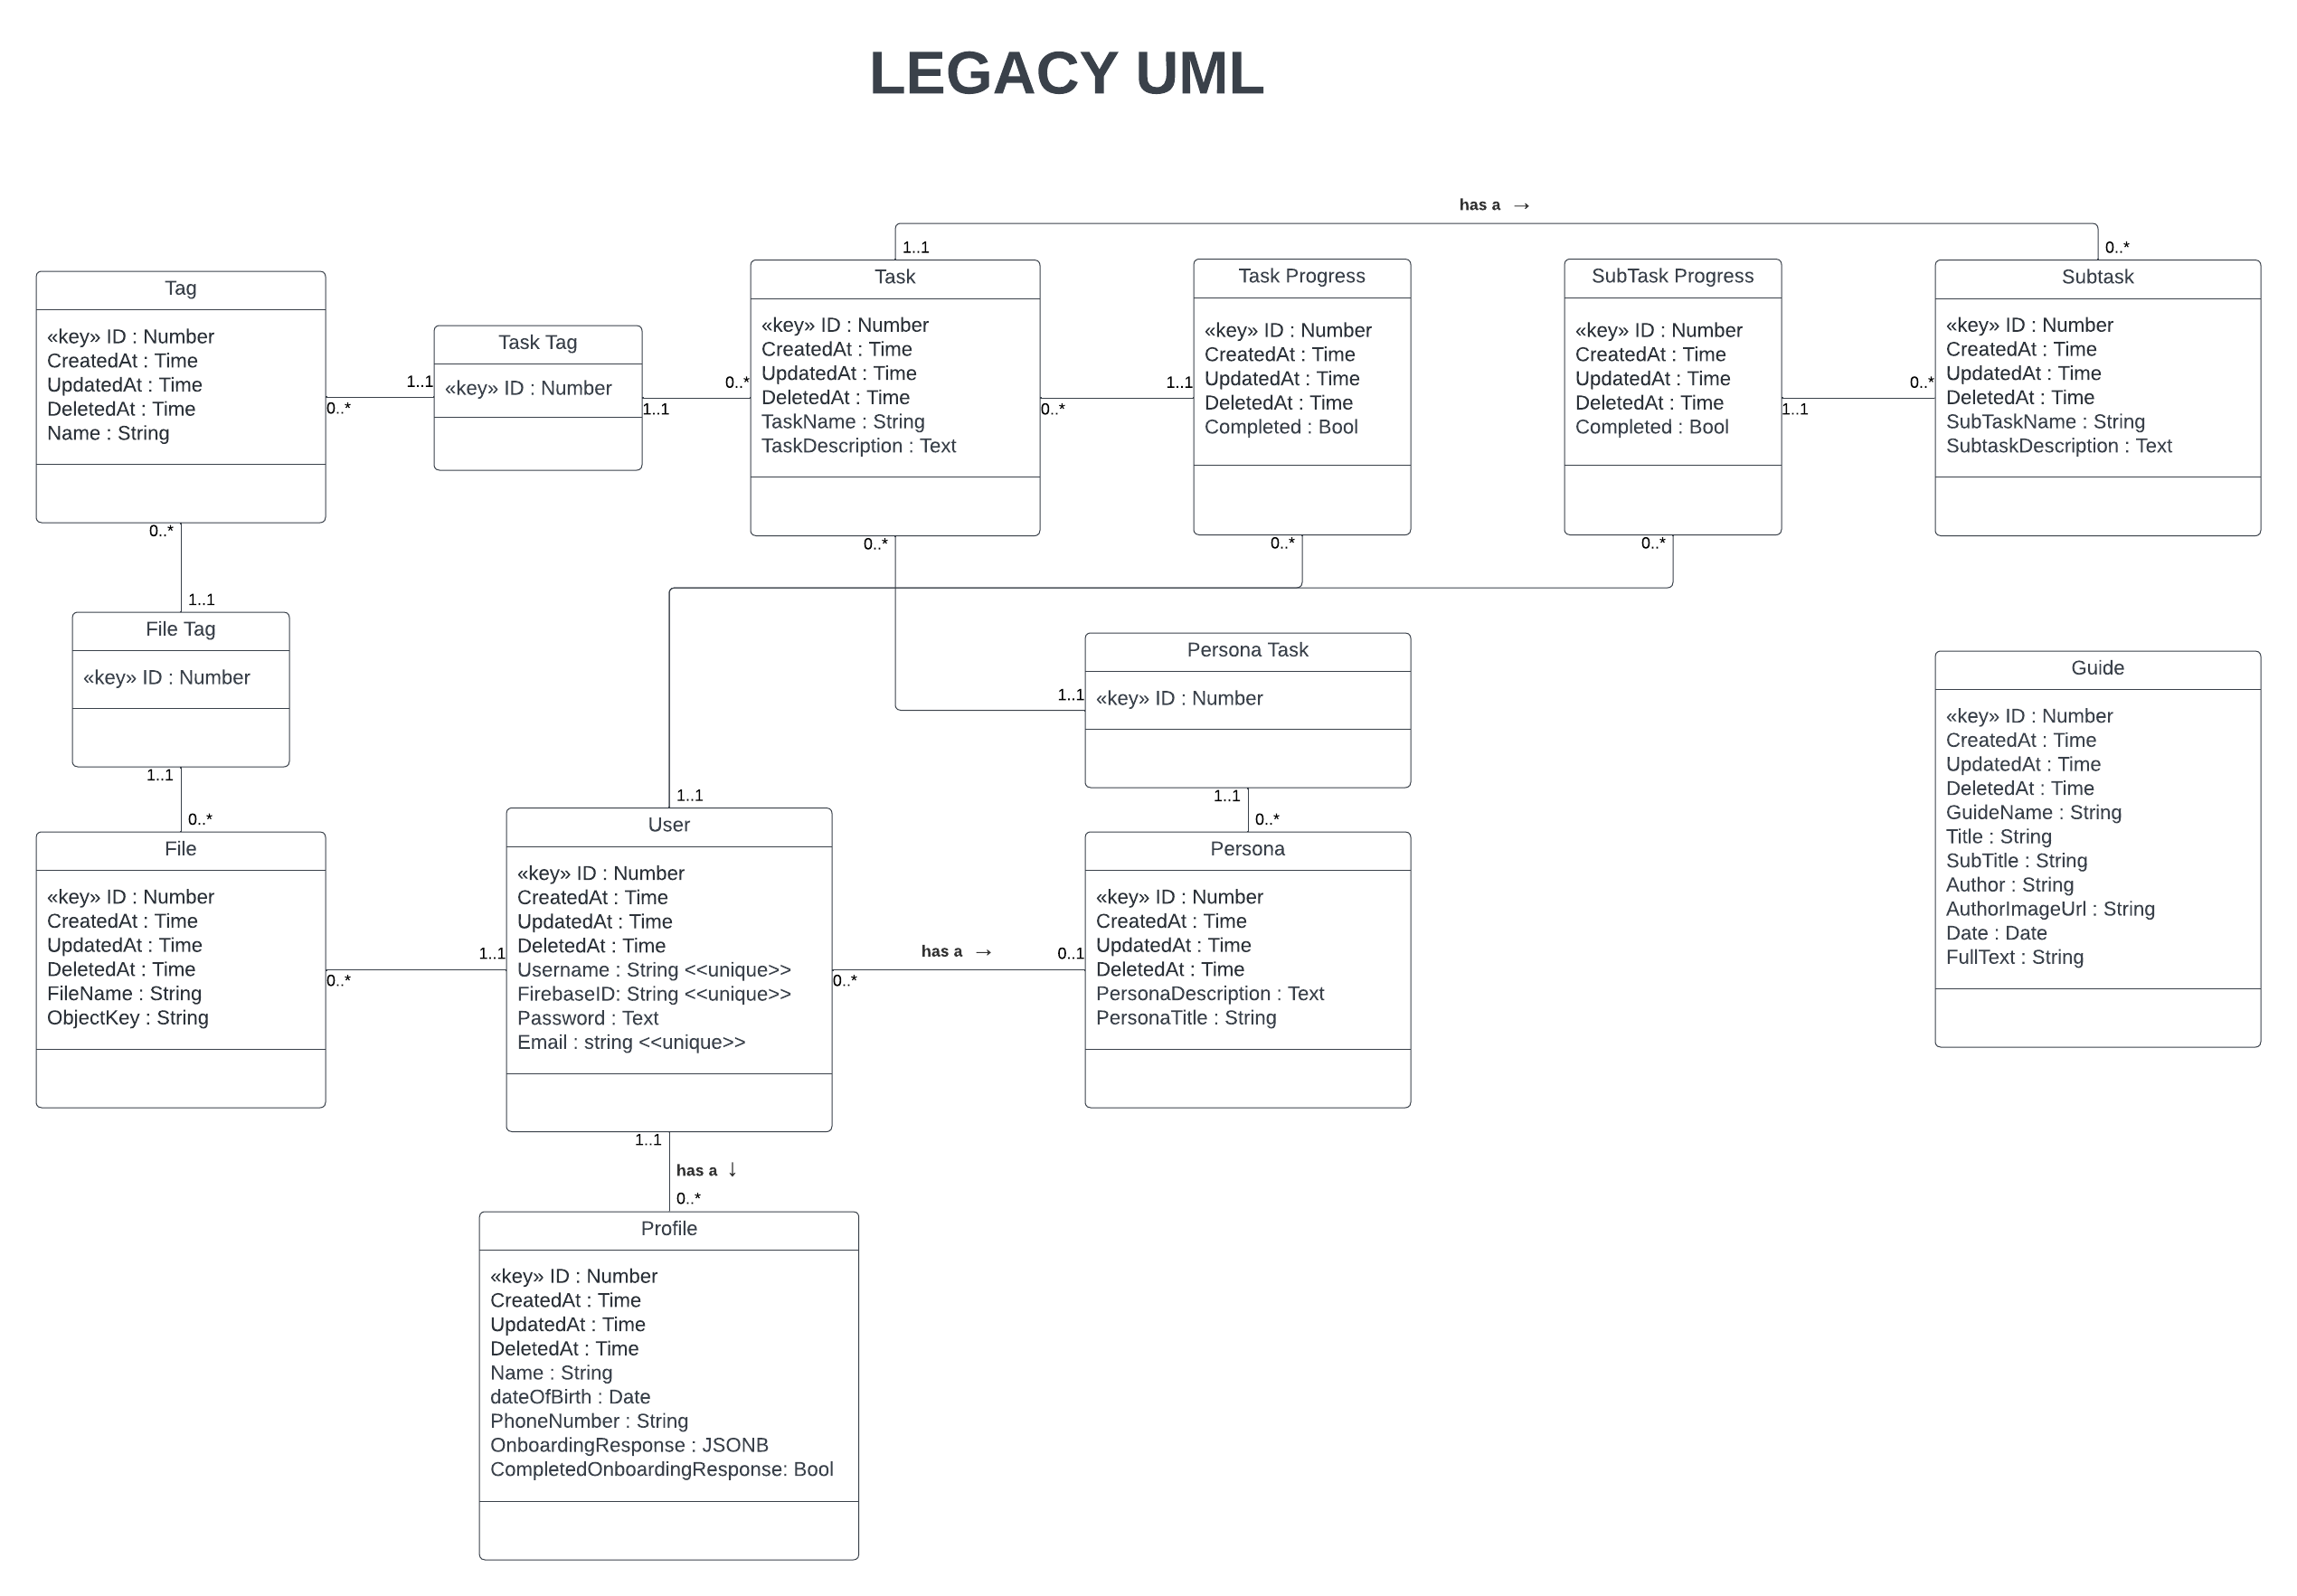 LEGACY UML
has a →
1..1
0..*
Tag
«key» ID : Number
CreatedAt : Time
UpdatedAt : Time
DeletedAt : Time
Name : String
0..*
1..1
Task Tag
«key» ID : Number
1..1
0..*
Task
«key» ID : Number
CreatedAt : Time
UpdatedAt : Time
DeletedAt : Time
TaskName : String
TaskDescription : Text
0..*
1..1
Task Progress
«key» ID : Number
CreatedAt : Time
UpdatedAt : Time
DeletedAt : Time
Completed : Bool
SubTask Progress
«key» ID : Number
CreatedAt : Time
UpdatedAt : Time
DeletedAt : Time
Completed : Bool
1..1
0..*
Subtask
«key» ID : Number
CreatedAt : Time
UpdatedAt : Time
DeletedAt : Time
SubTaskName : String
SubtaskDescription : Text
0..*
0..*
0..*
0..*
1..1
File Tag
«key» ID : Number
1..1
0..*
1..1
Persona Task
«key» ID : Number
1..1
0..*
Guide
«key» ID : Number
CreatedAt : Time
UpdatedAt : Time
DeletedAt : Time
GuideName : String
Title : String
SubTitle : String
Author : String
AuthorImageUrl : String
Date : Date
FullText : String
File
«key» ID : Number
CreatedAt : Time
UpdatedAt : Time
DeletedAt : Time
FileName : String
ObjectKey : String
0..*
1..1
1..1
User
«key» ID : Number
CreatedAt : Time
UpdatedAt : Time
DeletedAt : Time
Username : String <<unique>>
FirebaseID: String <<unique>>
Password : Text
Email : string <<unique>>
has a →
0..*
0..1
Persona
«key» ID : Number
CreatedAt : Time
UpdatedAt : Time
DeletedAt : Time
PersonaDescription : Text
PersonaTitle : String
1..1
has a ↓
0..*
Profile
«key» ID : Number
CreatedAt : Time
UpdatedAt : Time
DeletedAt : Time
Name : String
dateOfBirth : Date
PhoneNumber : String
OnboardingResponse : JSONB
CompletedOnboardingResponse: Bool